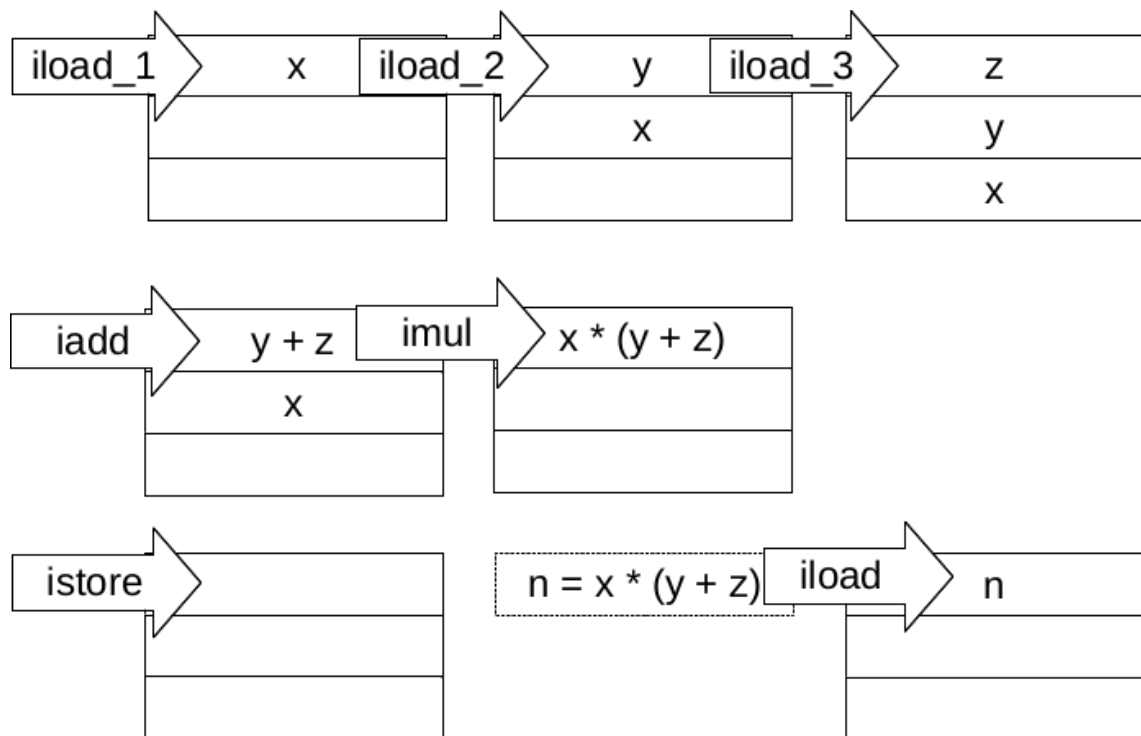 iload_1
x
iload_2
y
x
iload_3
z
y
x
iadd
y + z
x
imul
x * (y + z)
istore
n = x * (y + z)
iload
n